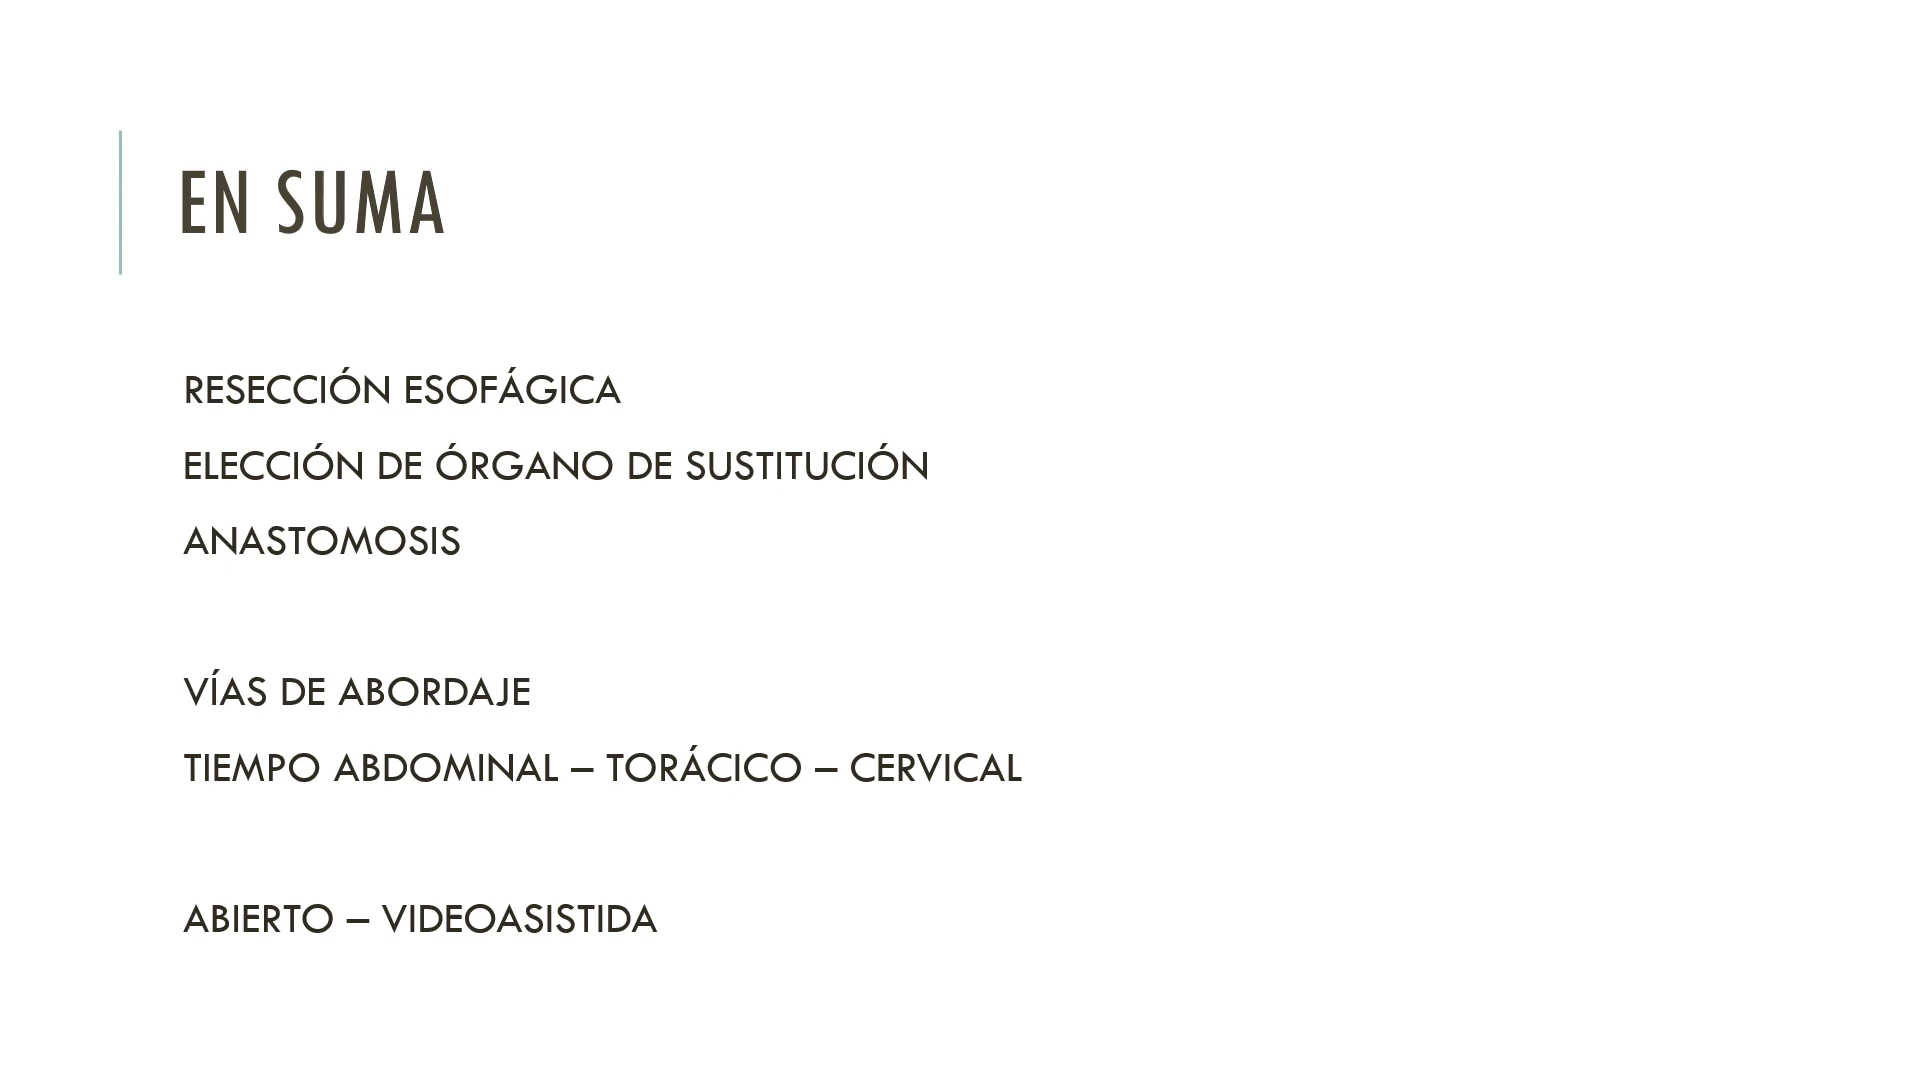 EN SUMA
RESECCIÓN ESOFÁGICA
ELECCIÓN DE ÓRGANO DE SUSTITUCIÓN
ANASTOMOSIS
VÍAS DE ABORDAJE
TIEMPO ABDOMINAL – TORÁCICO – CERVICAL
ABIERTO – VIDEOASISTIDA